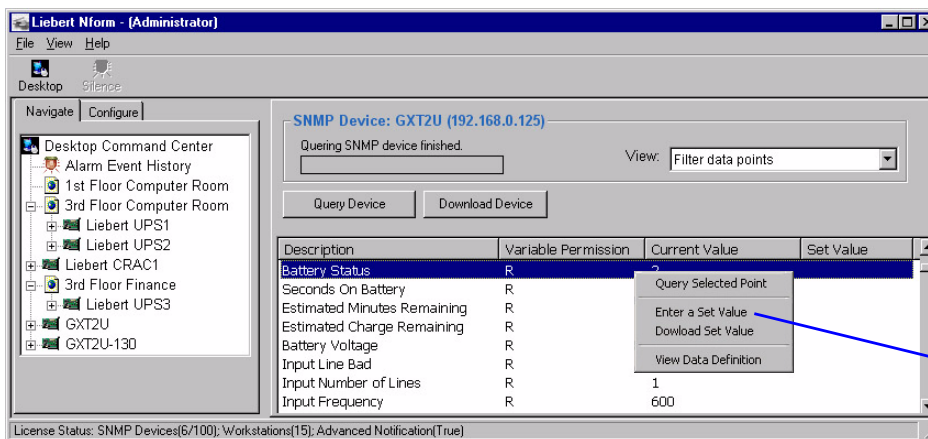 Liebert Nform - (Administrator)
File View Help
Desktop Silence
Navigate Configure
Desktop Command Center
Alarm Event History
1st Floor Computer Room
3rd Floor Computer Room
Liebert UPS1
Liebert UPS2
Liebert CRAC1
3rd Floor Finance
Liebert UPS3
GXT2U
GXT2U-130
SNMP Device: GXT2U (192.168.0.125)
Quering SNMP device finished.
View: Filter data points
Query Device Download Device
Description Variable Permission Current Value Set Value
Battery Status R 2
Seconds On Battery R
Estimated Minutes Remaining R
Estimated Charge Remaining R
Battery Voltage R
Input Line Bad R
Input Number of Lines R 1
Input Frequency R 600
Query Selected Point
Enter a Set Value
Dowload Set Value
View Data Definition
License Status: SNMP Devices(6/100); Workstations(15); Advanced Notification(True)